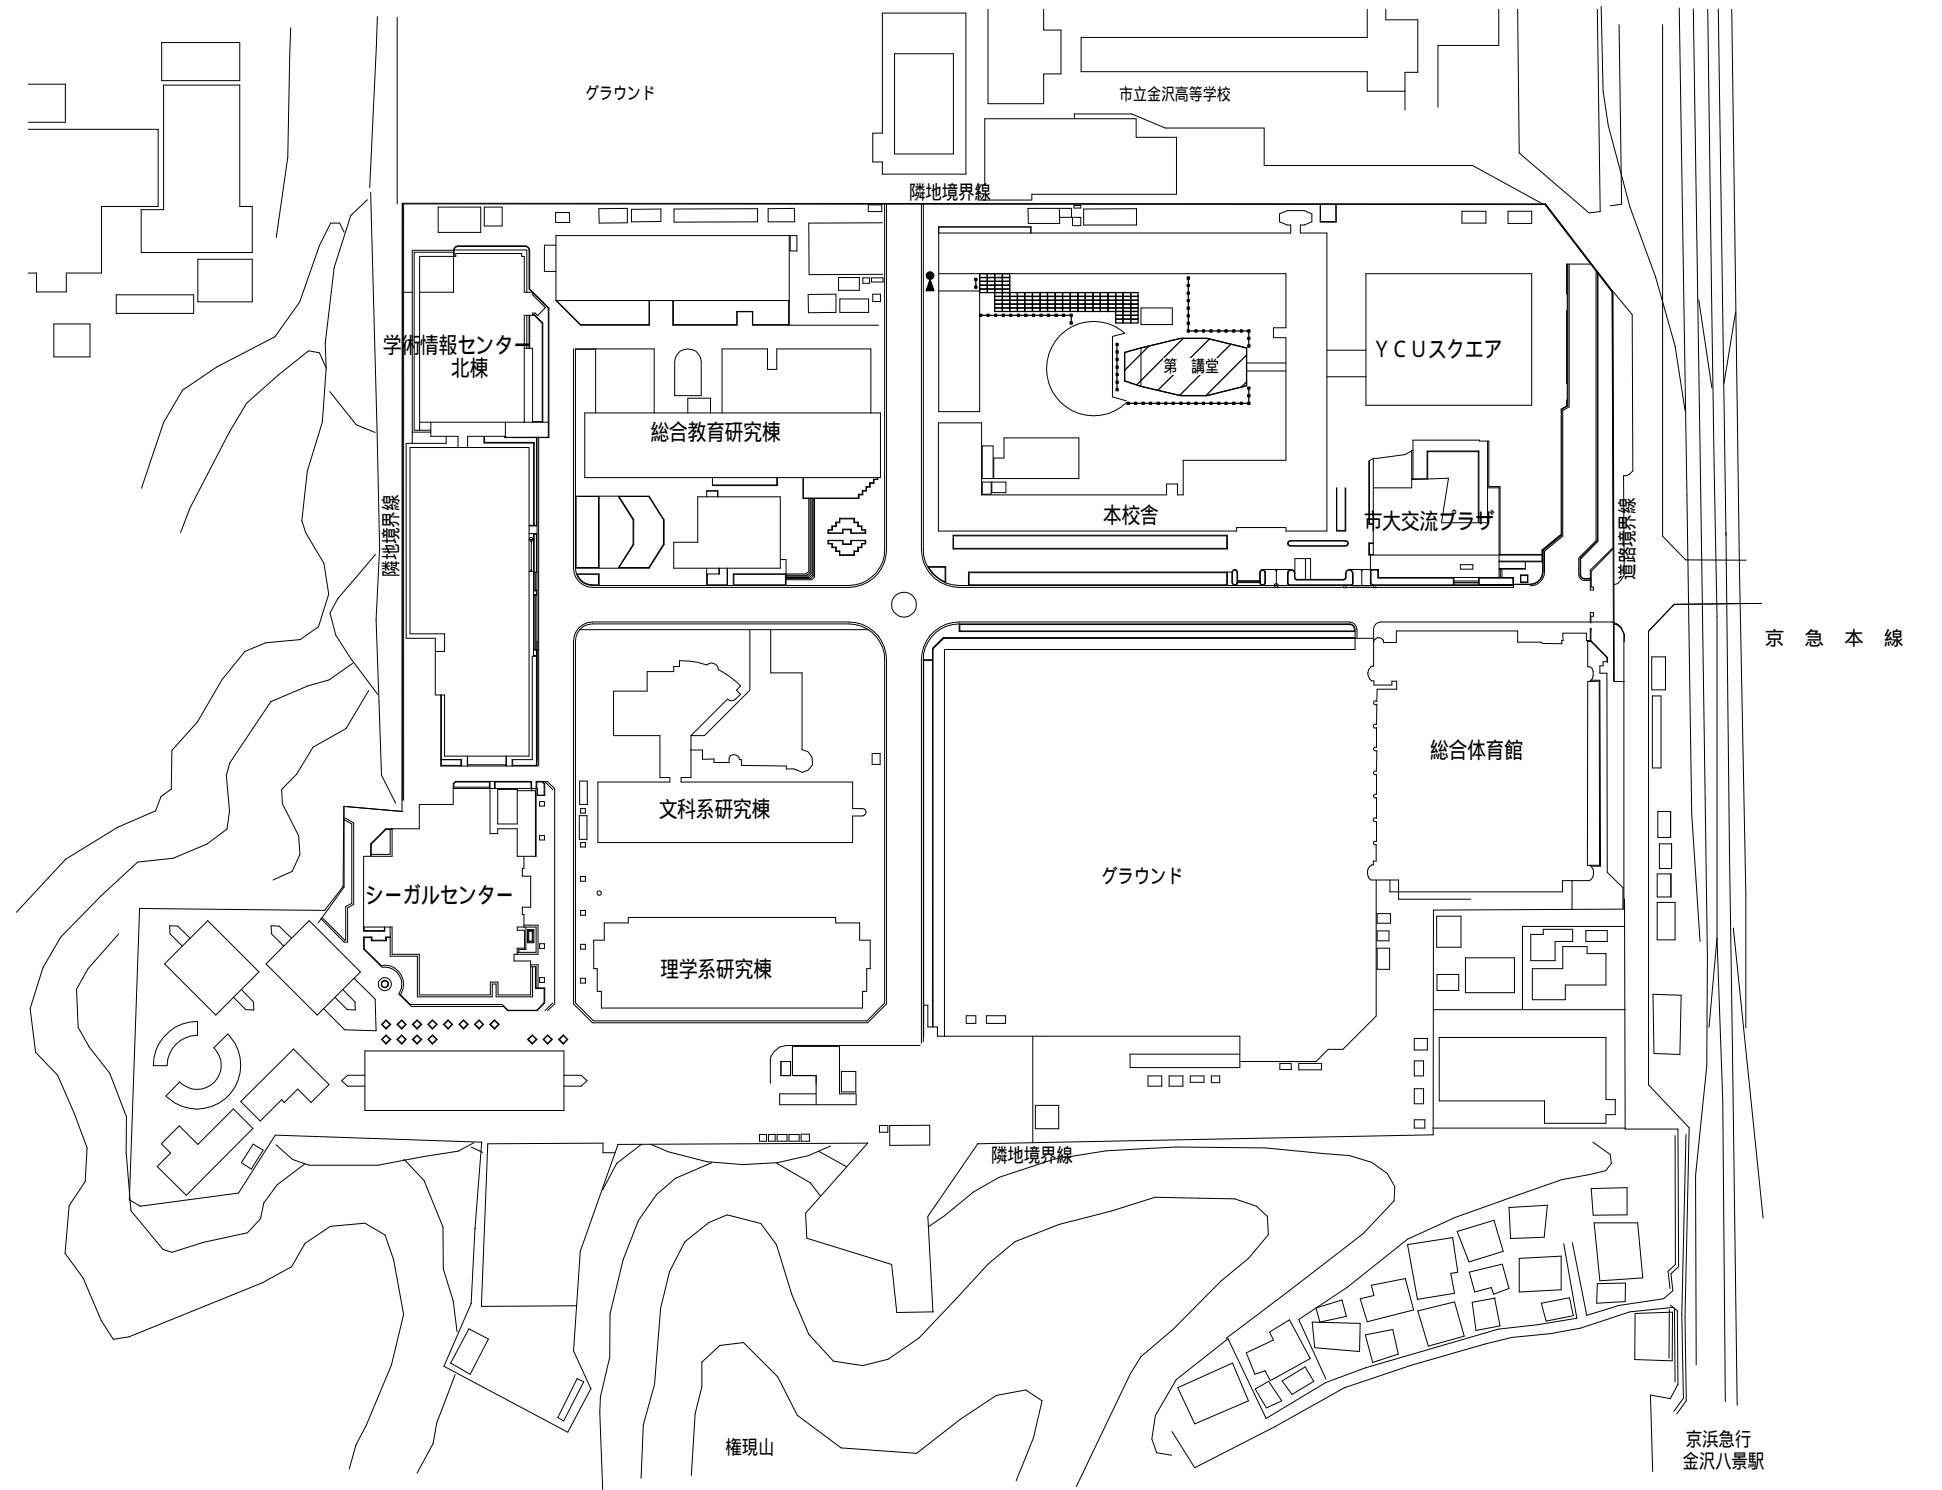 グラウンド
市立金沢高等学校
隣地境界線
学術情報センター
北棟
第　講堂
ＹＣＵスクエア
総合教育研究棟
隣地境界線
本校舎
市大交流プラザ
道路境界線
京 急 本 線
総合体育館
文科系研究棟
グラウンド
シーガルセンター
理学系研究棟
隣地境界線
権現山
京浜急行
金沢八景駅